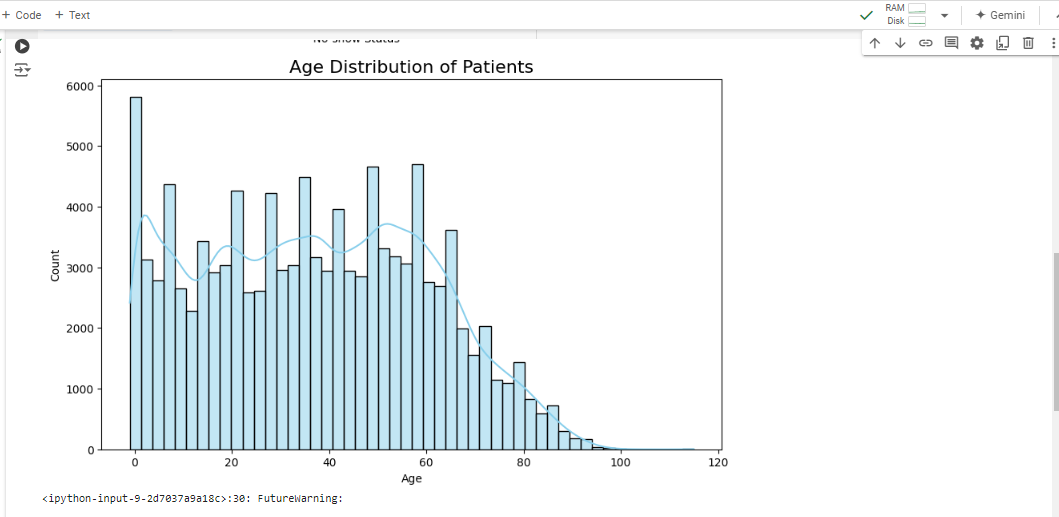 + Code + Text
RAM
Disk
Gemini
No-show Status
Age Distribution of Patients
6000
5000
4000
3000
2000
1000
0
Count
0 20 40 60 80 100 120
Age
<ipython-input-9-2d7037a9a18c>:30: FutureWarning: